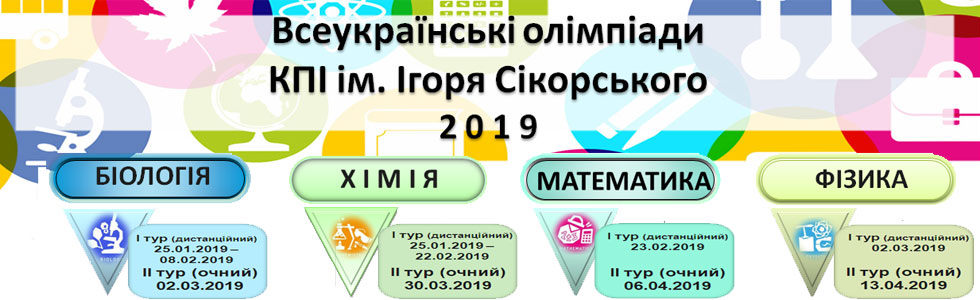 Всеукраїнські олімпіади
КПІ ім. Ігоря Сікорського
2019
БІОЛОГІЯ
І тур (дистанційний)
25.01.2019 –
08.02.2019
ІІ тур (очний)
02.03.2019
ХІМІЯ
І тур (дистанційний)
25.01.2019 –
22.02.2019
ІІ тур (очний)
30.03.2019
МАТЕМАТИКА
І тур (дистанційний)
23.02.2019
ІІ тур (очний)
06.04.2019
ФІЗИКА
І тур (дистанційний)
02.03.2019
ІІ тур (очний)
13.04.2019